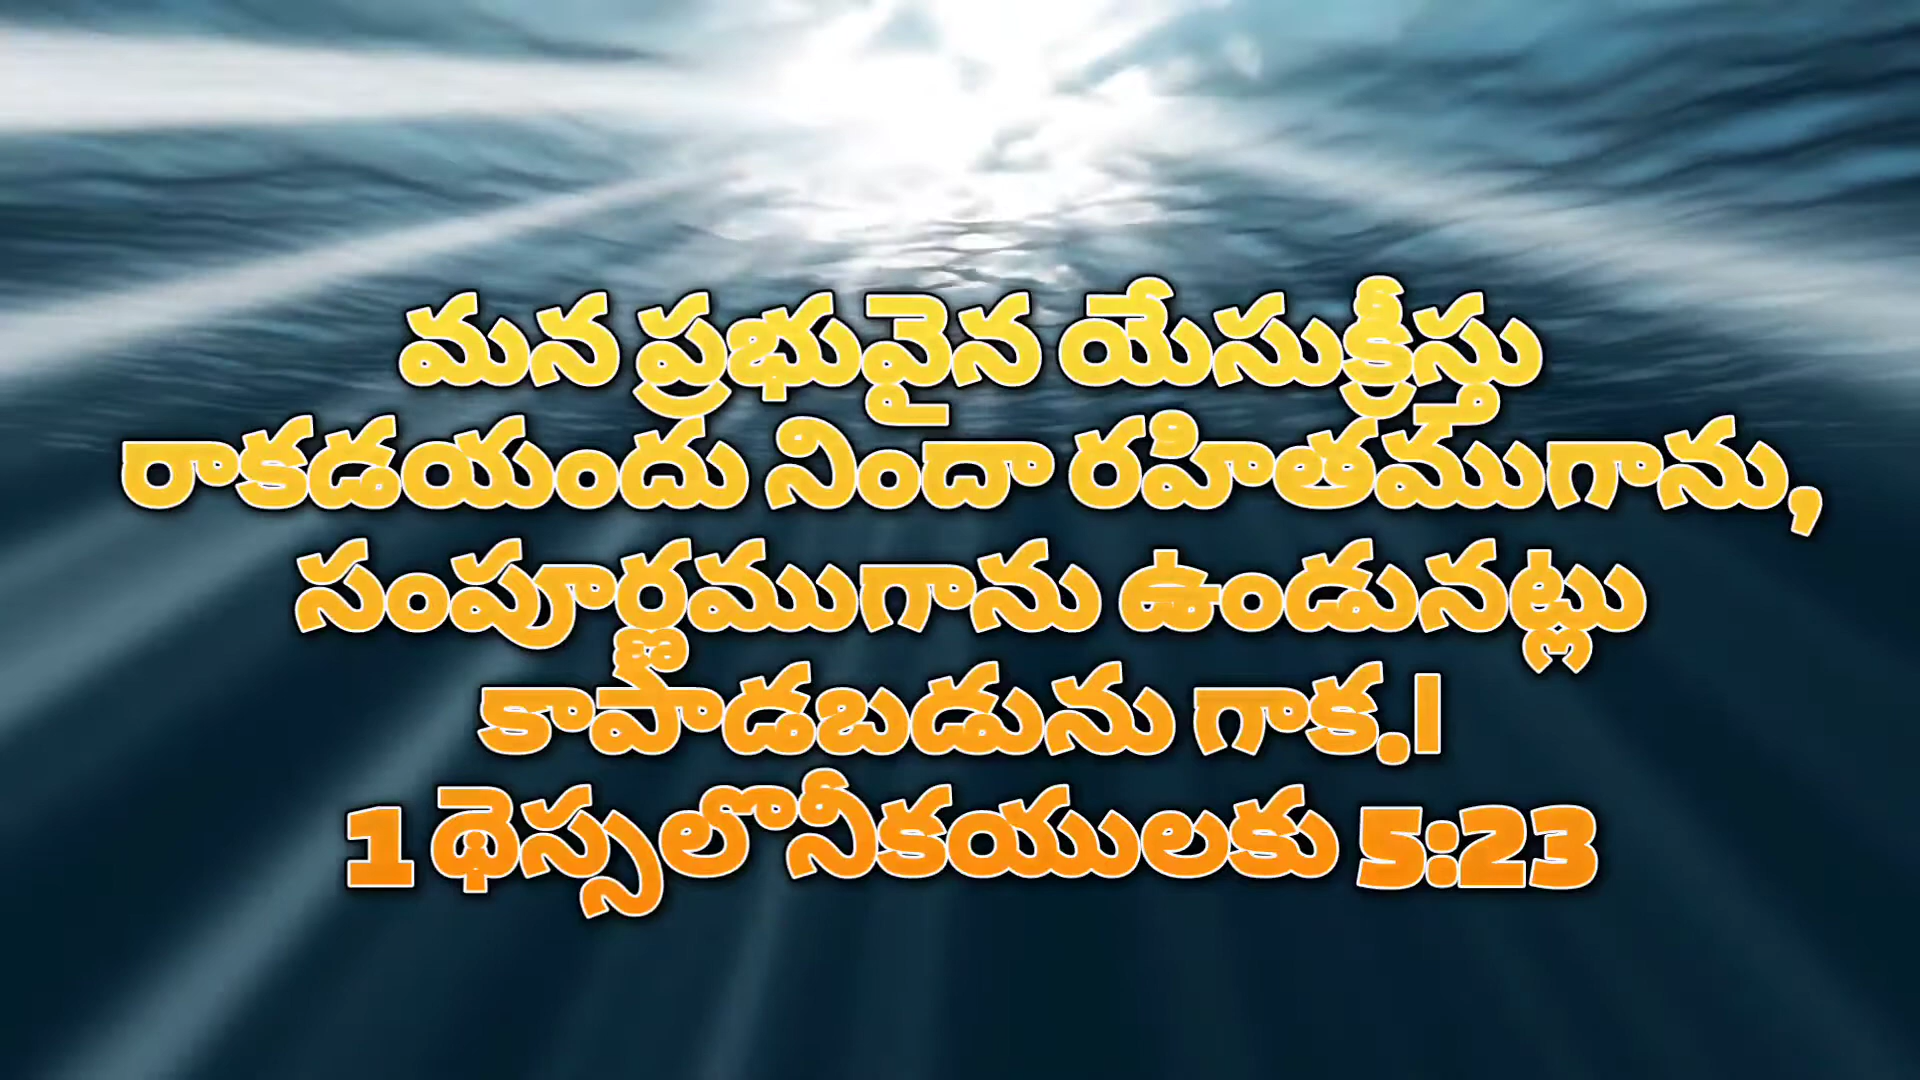 మన ప్రభువైన యేసుక్రీస్తు
రాకడయందు నిందా రహితముగాను,
సంపూర్ణముగాను ఉండునట్లు
కాపాడబడును గాక.|
1 థెస్సలొనీకయులకు 5:23